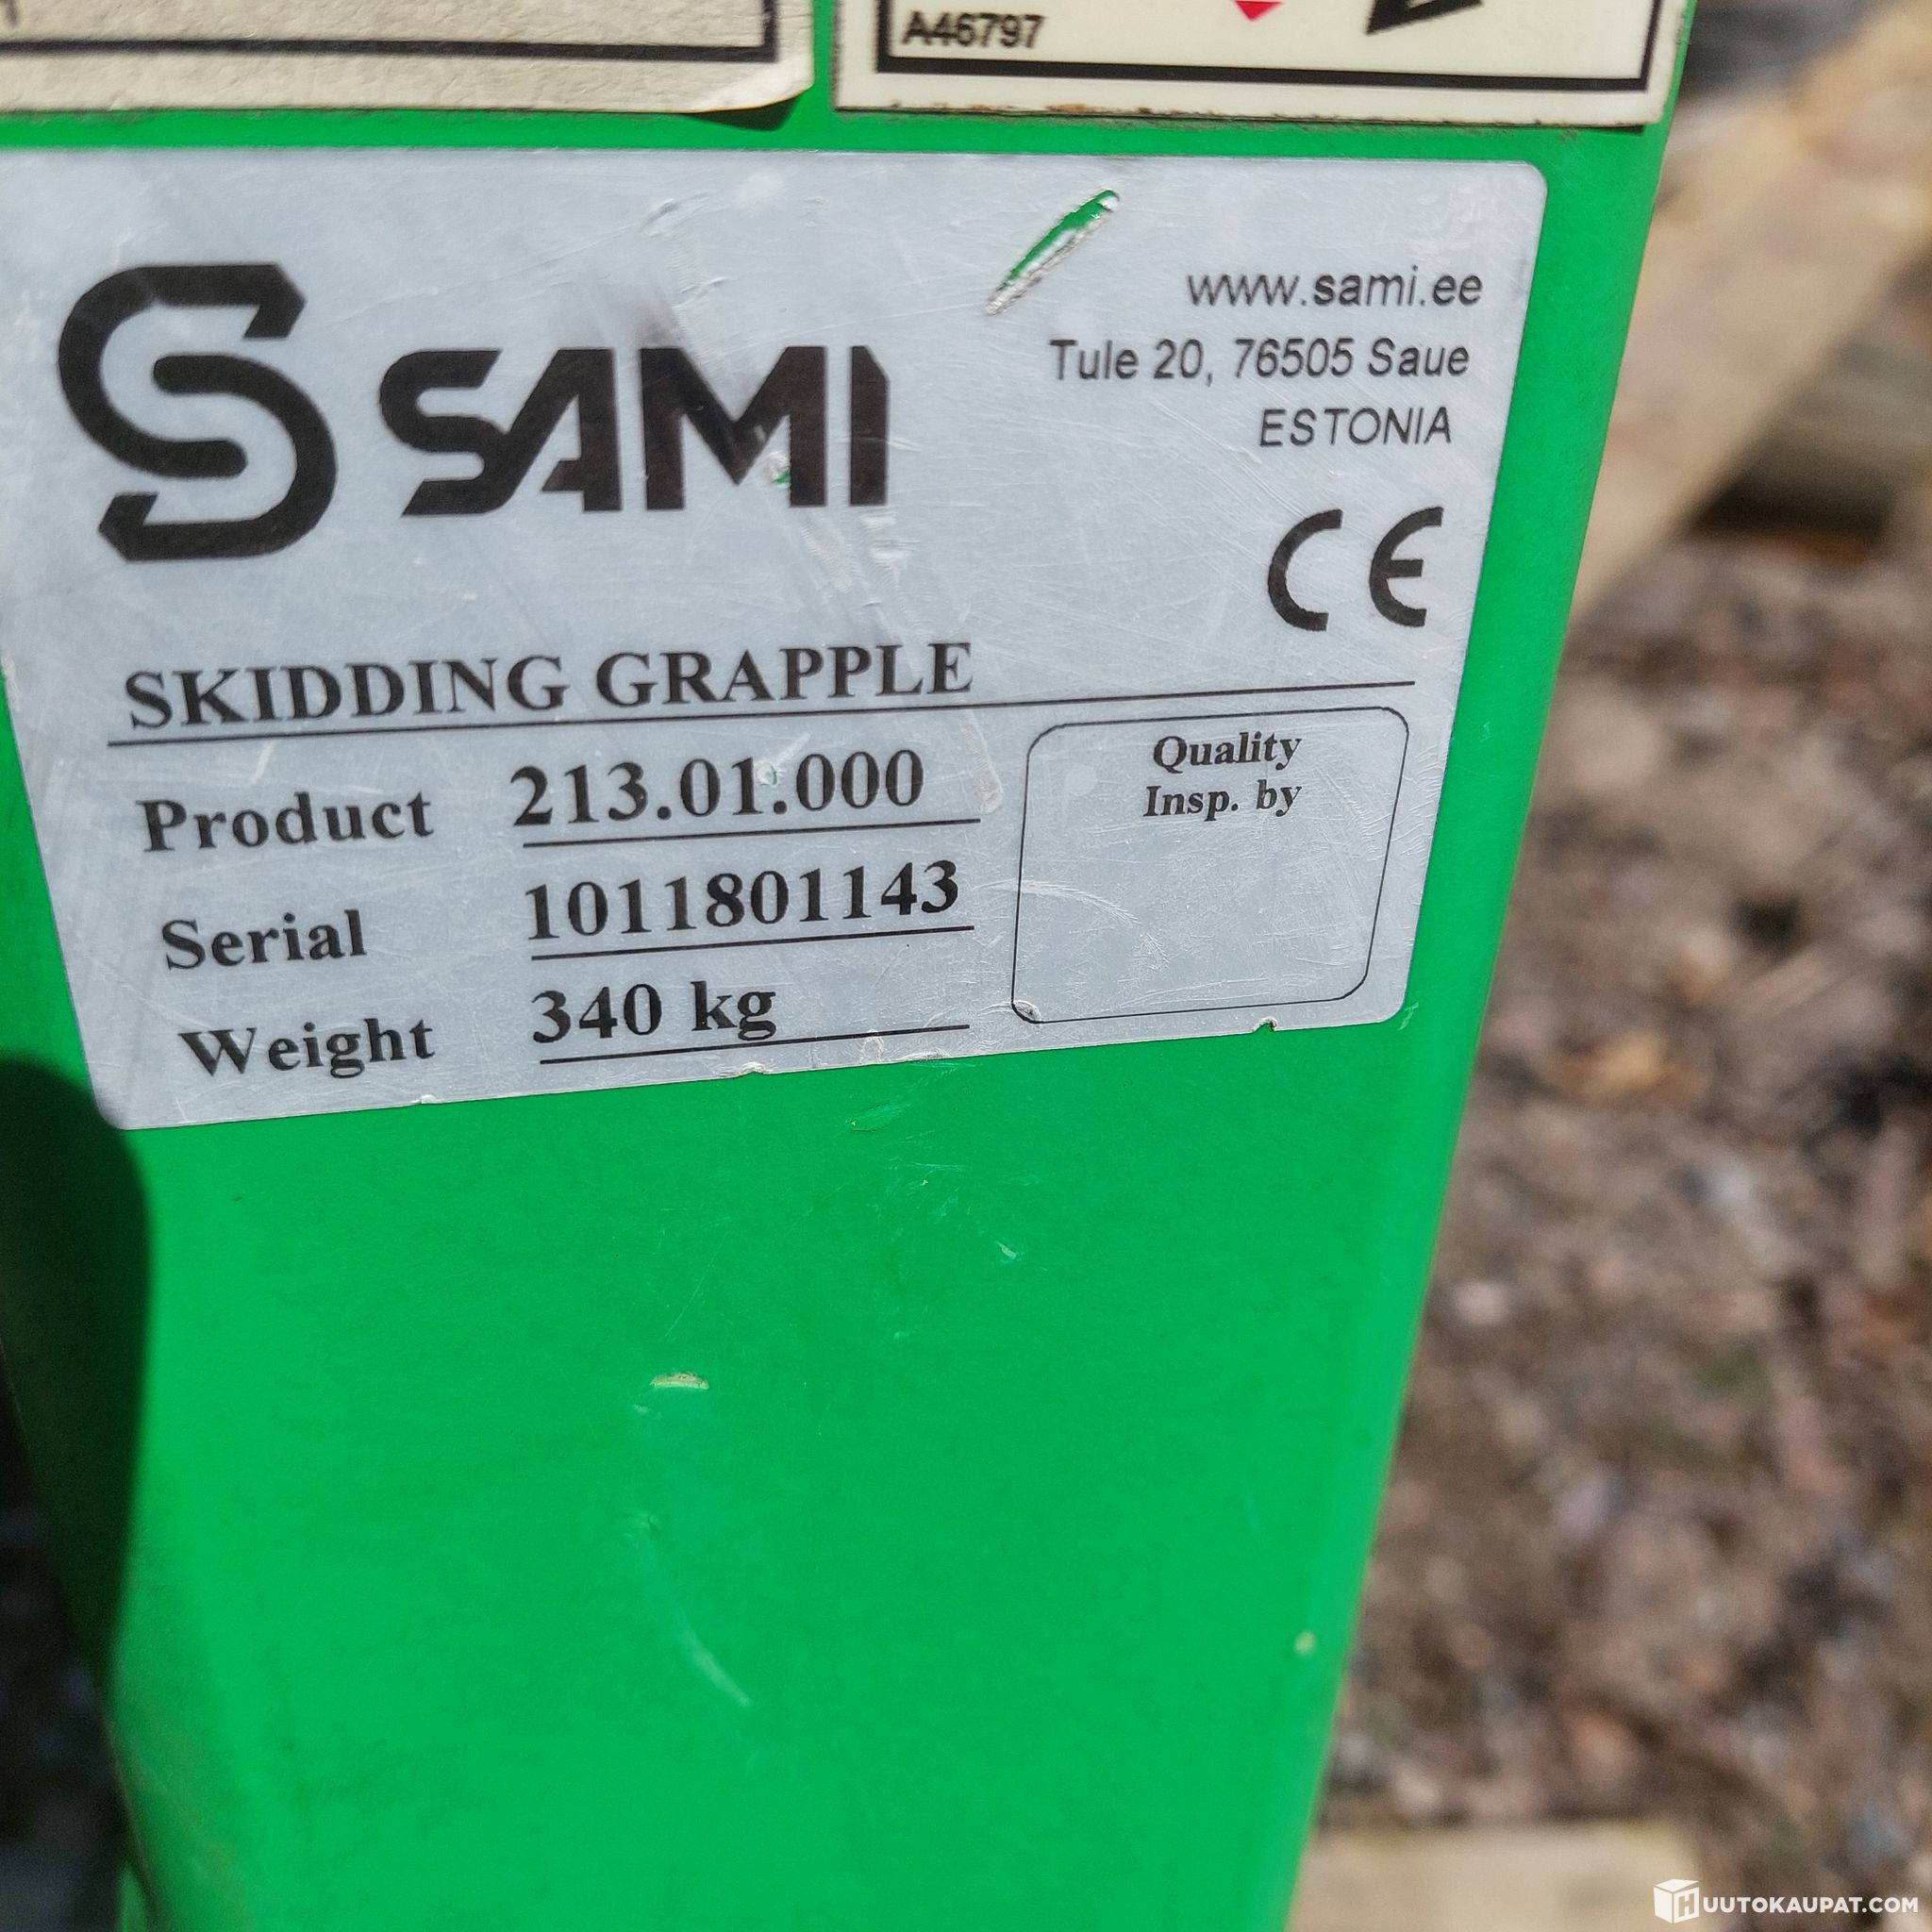 A46797
SAMI
www.sami.ee
Tule 20, 76505 Saue
ESTONIA
CE
SKIDDING GRAPPLE
Product 213.01.000
Serial 1011801143
Weight 340 kg
Quality
Insp. by
HUUTOKAUPAT.COM